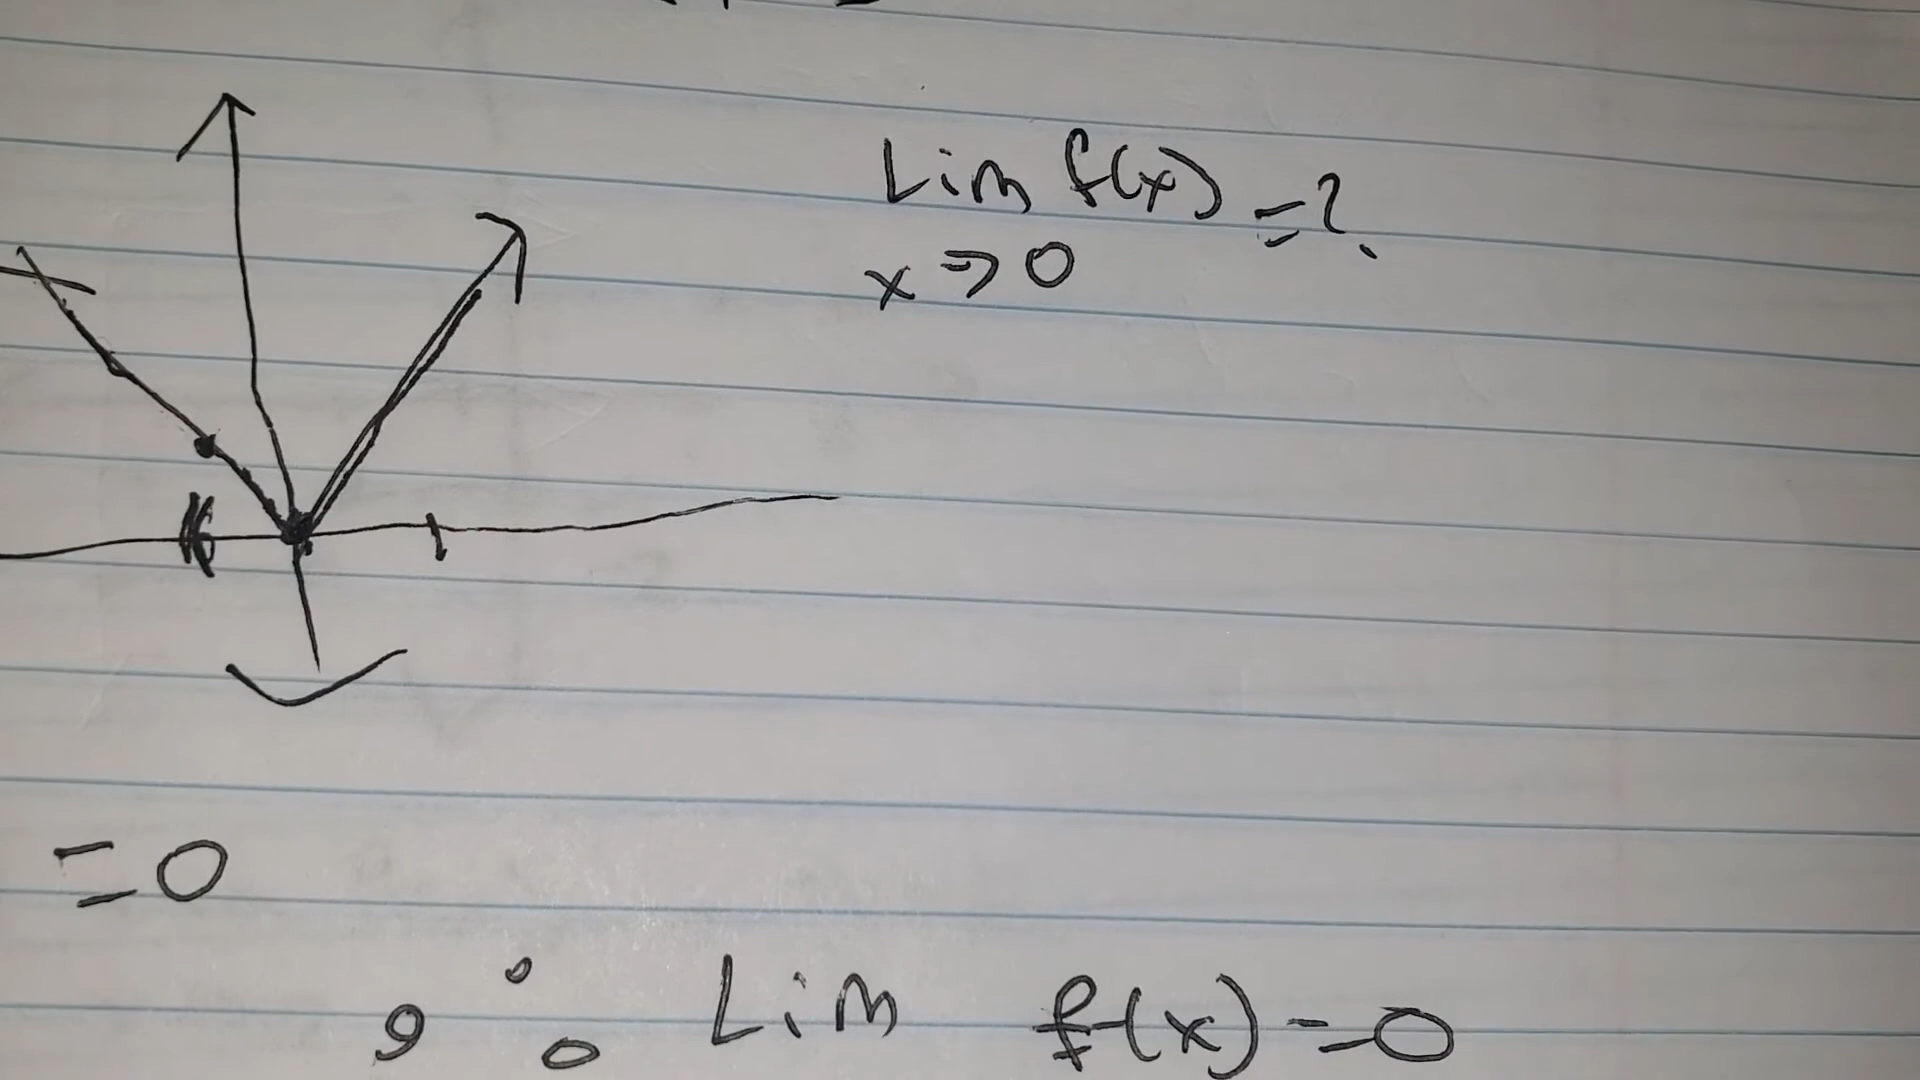 Lim f(x) = ?
x → 0
= 0
∴ Lim f(x) = 0